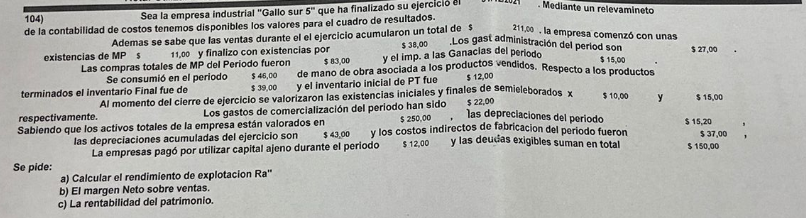 104) Sea la empresa industrial "Gallo sur 5" que ha finalizado su ejercicio el . Mediante un relevamineto
de la contabilidad de costos tenemos disponibles los valores para el cuadro de resultados.
Ademas se sabe que las ventas durante el el ejercicio acumularon un total de $ 211,00 . la empresa comenzó con unas
existencias de MP $ 11,00 y finalizo con existencias por $ 38,00 .Los gast administración del period son $ 27,00 .
Las compras totales de MP del Periodo fueron $ 83,00 y el imp. a las Ganacias del periodo $ 15,00 .
Se consumió en el periodo $ 46,00 de mano de obra asociada a los productos vendidos. Respecto a los productos
terminados el inventario Final fue de $ 39,00 y el inventario inicial de PT fue $ 12,00
Al momento del cierre de ejercicio se valorizaron las existencias iniciales y finales de semieleborados x $ 10,00 y $ 15,00
respectivamente. Los gastos de comercialización del periodo han sido $ 22,00
Sabiendo que los activos totales de la empresa están valorados en $ 250,00 , las depreciaciones del periodo $ 15,20 ,
las depreciaciones acumuladas del ejercicio son $ 43,00 y los costos indirectos de fabricacion del periodo fueron $ 37,00 ,
La empresas pagó por utilizar capital ajeno durante el periodo $ 12,00 y las deudas exigibles suman en total $ 150,00
Se pide:
a) Calcular el rendimiento de explotacion Ra"
b) El margen Neto sobre ventas.
c) La rentabilidad del patrimonio.